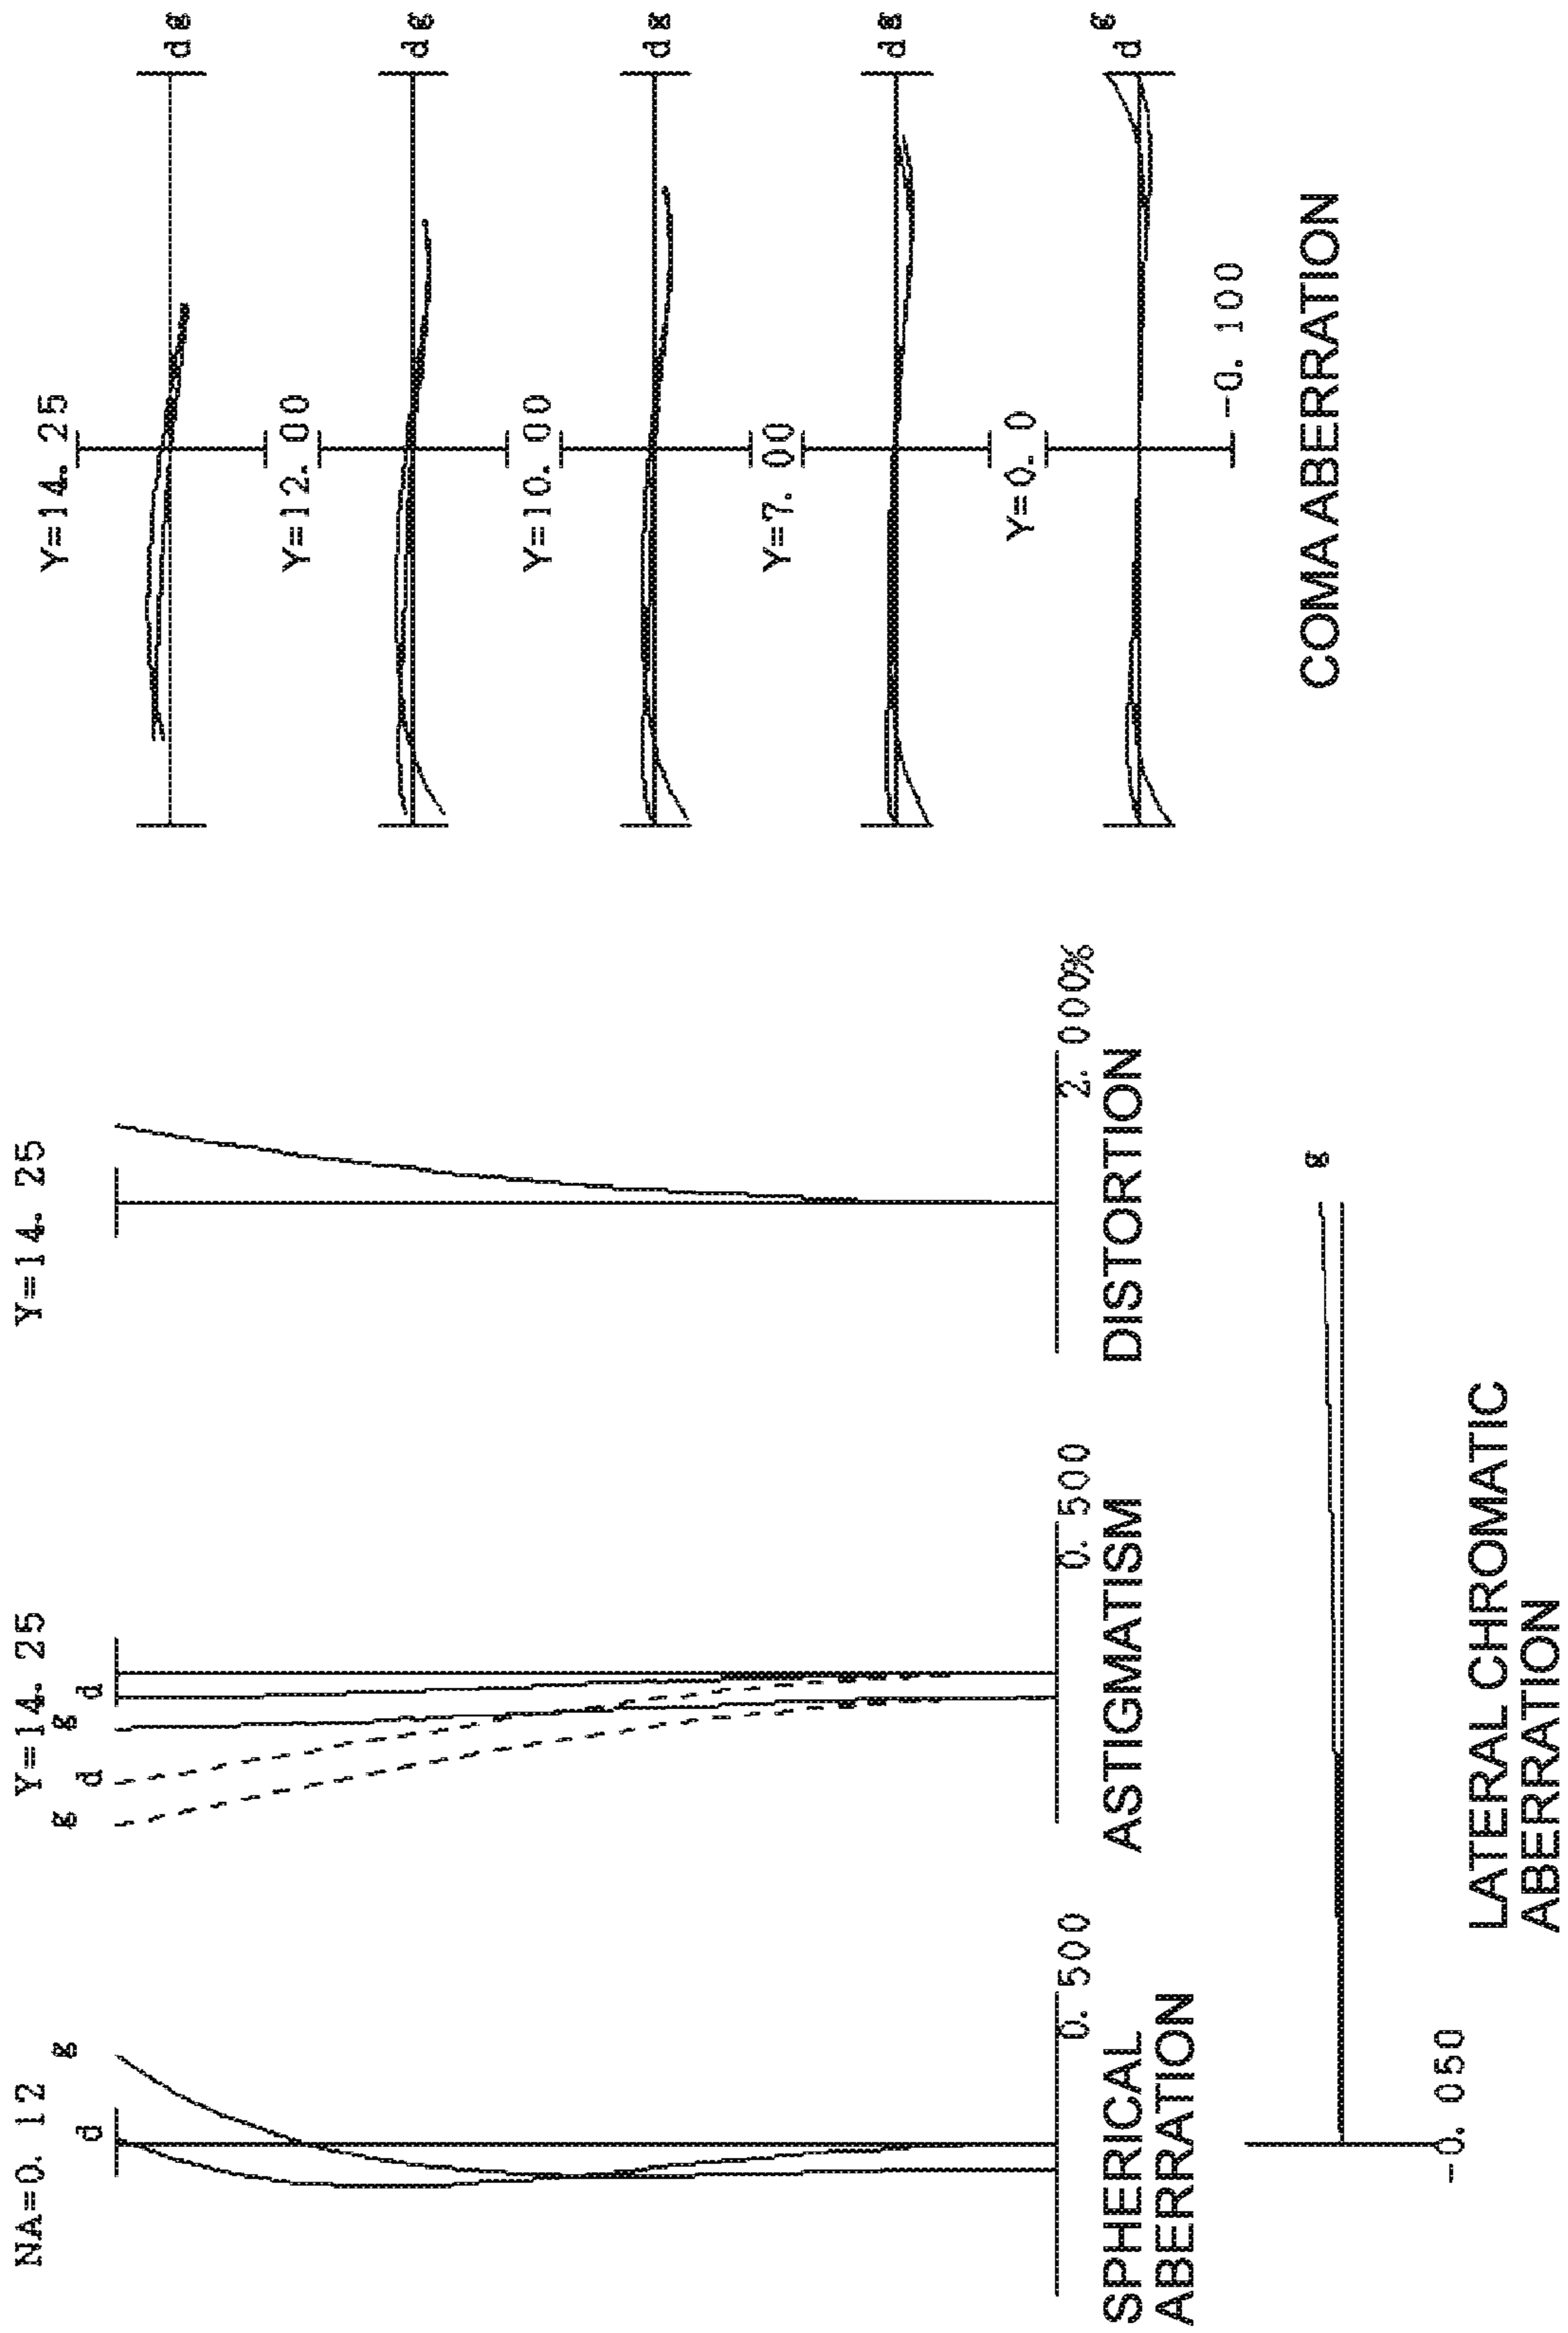 NA=0. 12
d
g
0. 500
SPHERICAL
ABERRATION
Y=14. 25
g
d
g
d
0. 500
ASTIGMATISM
Y=14. 25
2. 000%
DISTORTION
Y=14. 25
d g
Y=12. 00
d g
Y=10. 00
d g
Y=7. 00
d g
Y=0. 0
d g
-0. 100
COMA ABERRATION
g
-0. 050
LATERAL CHROMATIC
ABERRATION